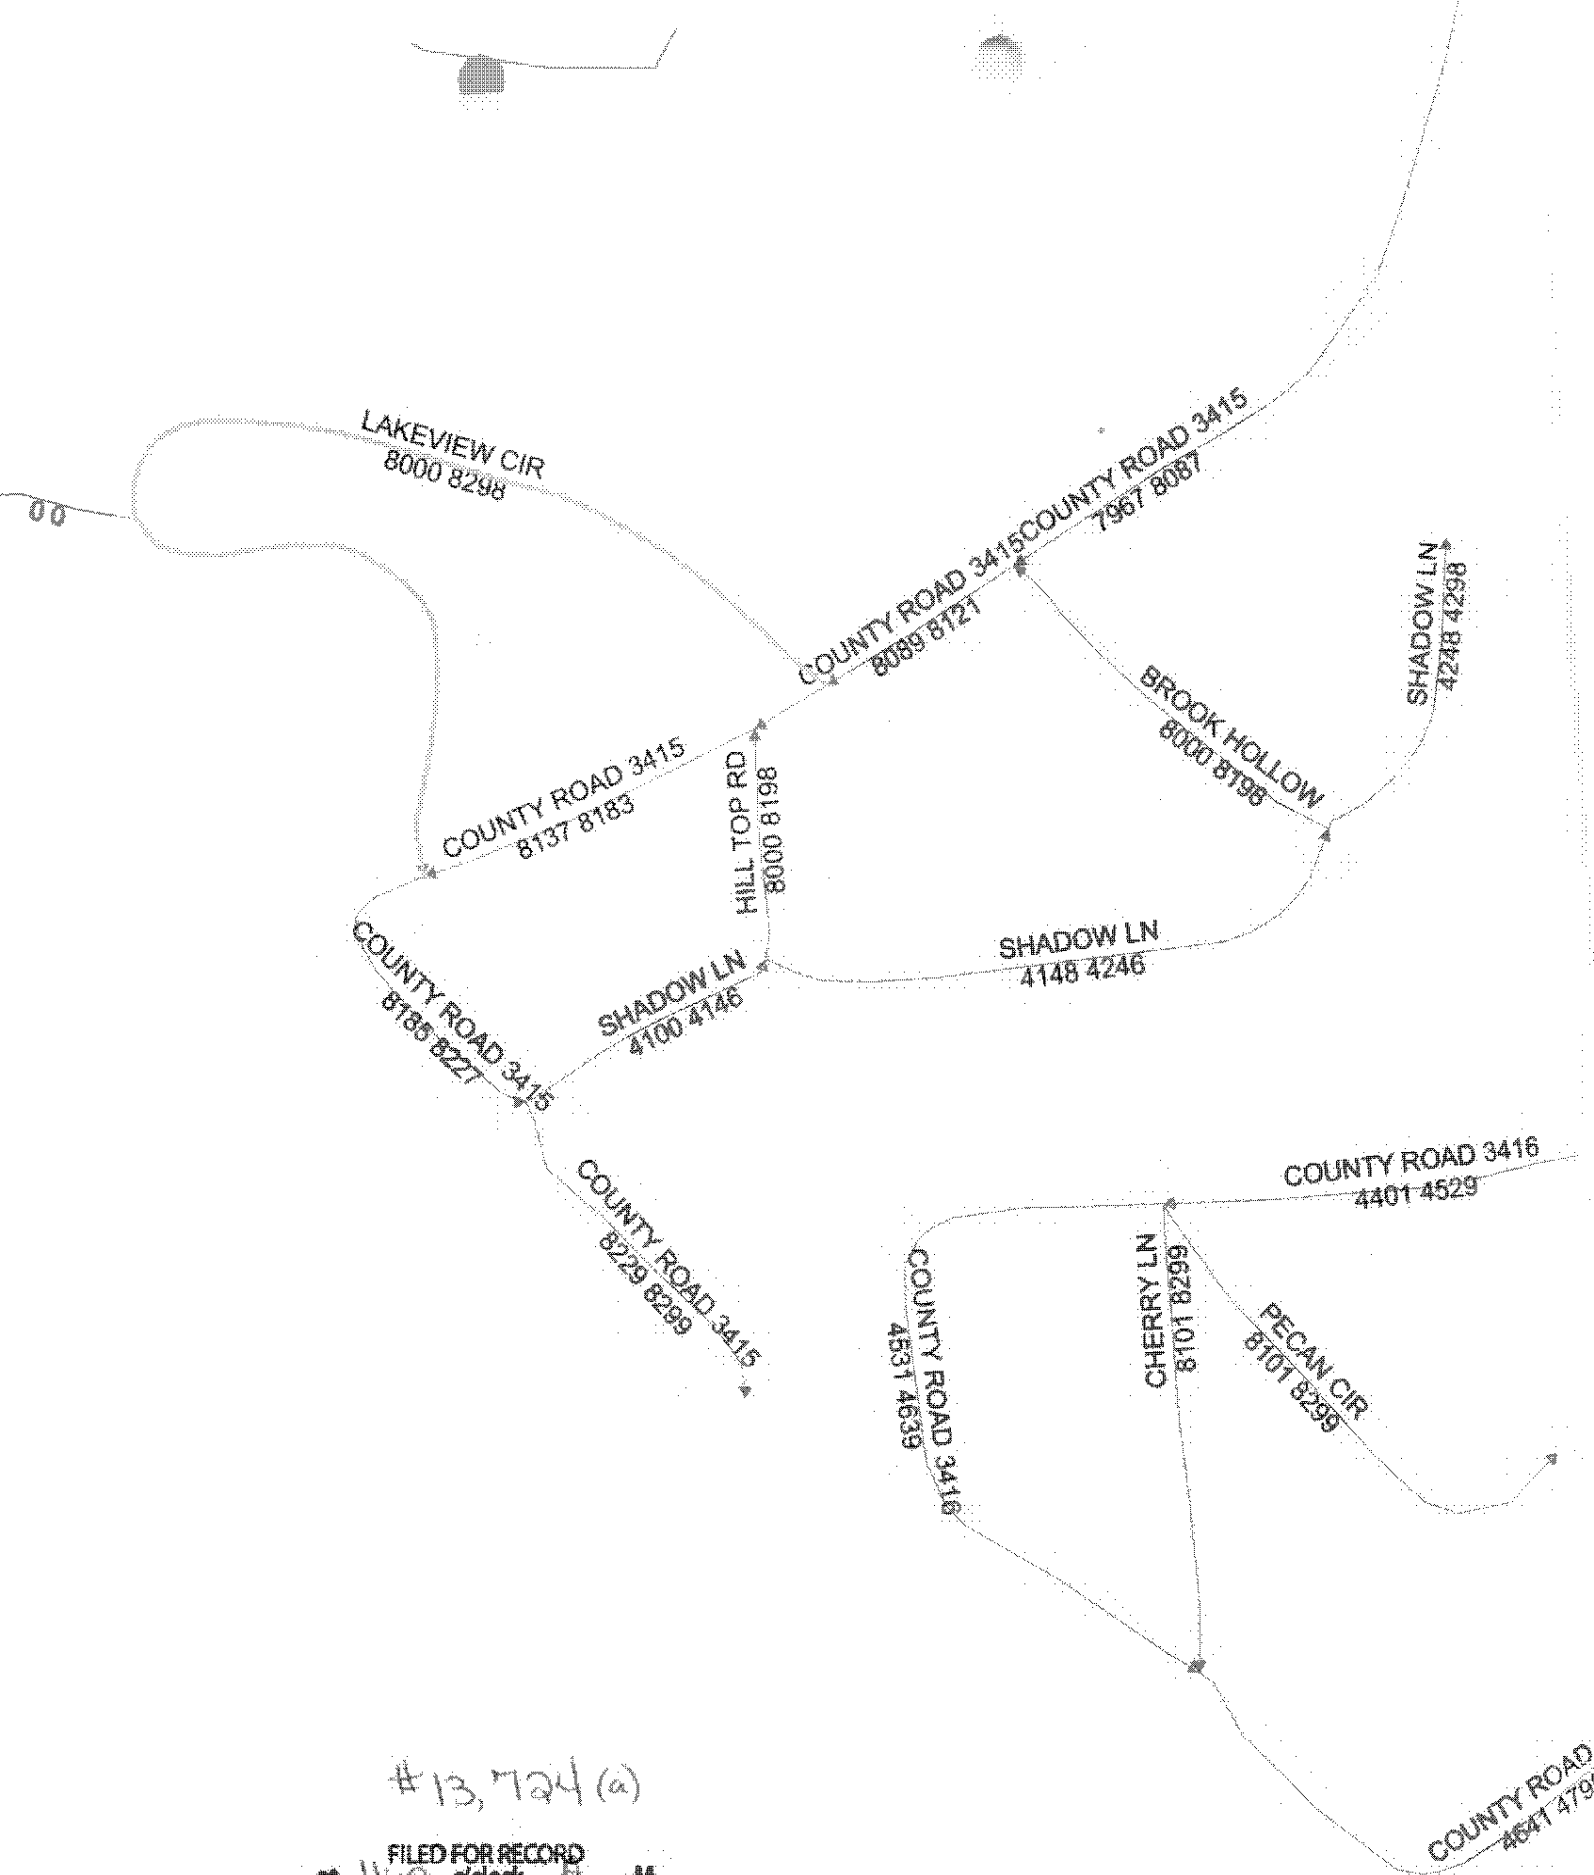 LAKEVIEW CIR
8000 8298
0 0
COUNTY ROAD 3415
7967 8087
COUNTY ROAD 3415
8089 8121
SHADOW LN
4248 4298
BROOK HOLLOW
8000 8198
COUNTY ROAD 3415
8137 8183
HILL TOP RD
8000 8198
SHADOW LN
4148 4246
SHADOW LN
4100 4146
COUNTY ROAD 3415
8185 8227
COUNTY ROAD 3416
4401 4529
COUNTY ROAD 3415
8229 8299
COUNTY ROAD 3416
4531 4639
CHERRY LN
8101 8299
PECAN CIR
8101 8299
COUNTY ROAD
4641 479
#13,724 (a)
FILED FOR RECORD